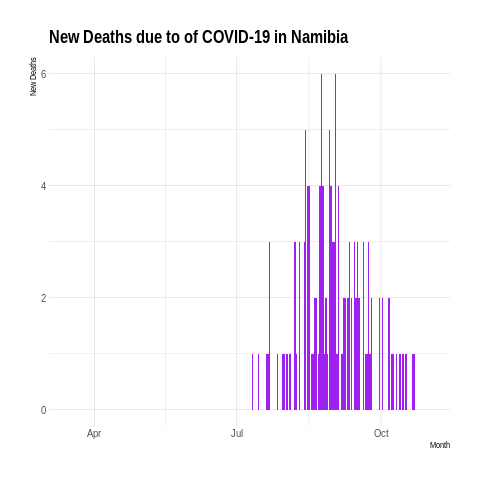 New Deaths due to of COVID-19 in Namibia
New Deaths
6
4
2
0
Apr
Jul
Oct
Month